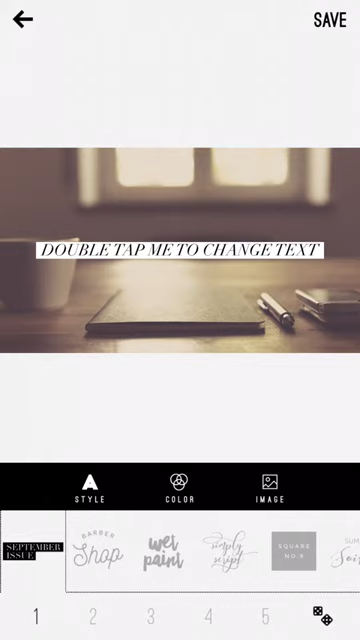 SAVE
DOUBLE TAP ME TO CHANGE TEXT
STYLE
COLOR
IMAGE
SEPTEMBER
ISSUE
BARBER
Shop
wet
paint
simply
script
SQUARE
NO.
1
2
3
4
5